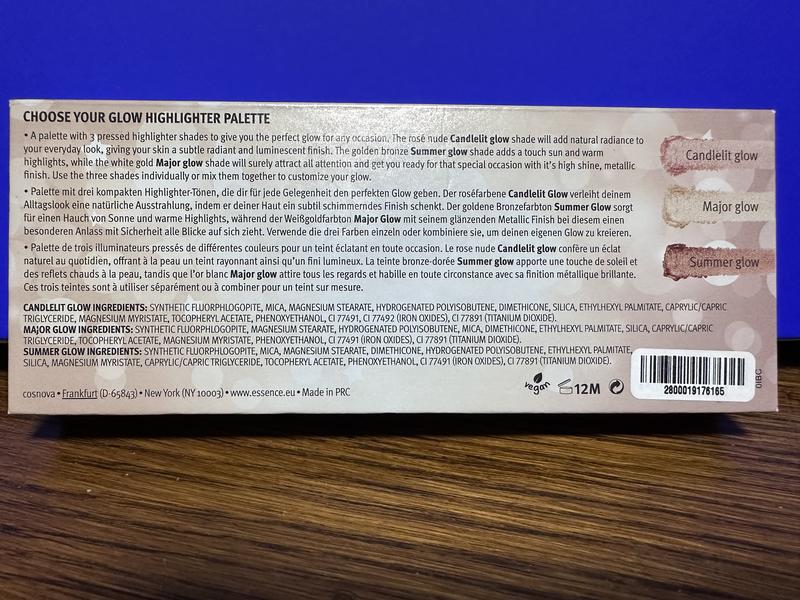 CHOOSE YOUR GLOW HIGHLIGHTER PALETTE
• A palette with 3 pressed highlighter shades to give you the perfect glow for any occasion. The rosé nude Candlelit glow shade will add natural radiance to
your everyday look, giving your skin a subtle radiant and luminescent finish. The golden bronze Summer glow shade adds a touch sun and warm
highlights, while the white gold Major glow shade will surely attract all attention and get you ready for that special occasion with it's high shine, metallic
finish. Use the three shades individually or mix them together to customize your glow.
• Palette mit drei kompakten Highlighter-Tönen, die dir für jede Gelegenheit den perfekten Glow geben. Der roséfarbene Candlelit Glow verleiht deinem
Alltagslook eine natürliche Ausstrahlung, indem er deiner Haut ein subtil schimmerndes Finish schenkt. Der goldene Bronzefarbton Summer Glow sorgt
für einen Hauch von Sonne und warme Highlights, während der Weißgoldfarbton Major Glow mit seinem glänzenden Metallic Finish bei diesem einen
besonderen Anlass mit Sicherheit alle Blicke auf sich zieht. Verwende die drei Farben einzeln oder kombiniere sie, um deinen eigenen Glow zu kreieren.
• Palette de trois illuminateurs pressés de différentes couleurs pour un teint éclatant en toute occasion. Le rose nude Candlelit glow confère un éclat
naturel au quotidien, offrant à la peau un teint rayonnant ainsi qu'un fini lumineux. La teinte bronze-dorée Summer glow apporte une touche de soleil et
des reflets chauds à la peau, tandis que l'or blanc Major glow attire tous les regards et habille en toute circonstance avec sa finition métallique brillante.
Ces trois teintes sont à utiliser séparément ou à combiner pour un teint sur mesure.
CANDLELIT GLOW INGREDIENTS: SYNTHETIC FLUORPHLOGOPITE, MICA, MAGNESIUM STEARATE, HYDROGENATED POLYISOBUTENE, DIMETHICONE, SILICA, ETHYLHEXYL PALMITATE, CAPRYLIC/CAPRIC
TRIGLYCERIDE, MAGNESIUM MYRISTATE, TOCOPHERYL ACETATE, PHENOXYETHANOL, CI 77491, CI 77492 (IRON OXIDES), CI 77891 (TITANIUM DIOXIDE).
MAJOR GLOW INGREDIENTS: SYNTHETIC FLUORPHLOGOPITE, MAGNESIUM STEARATE, HYDROGENATED POLYISOBUTENE, MICA, DIMETHICONE, ETHYLHEXYL PALMITATE, SILICA, CAPRYLIC/CAPRIC
TRIGLYCERIDE, TOCOPHERYL ACETATE, MAGNESIUM MYRISTATE, PHENOXYETHANOL, CI 77491 (IRON OXIDES), CI 77891 (TITANIUM DIOXIDE).
SUMMER GLOW INGREDIENTS: SYNTHETIC FLUORPHLOGOPITE, MICA, MAGNESIUM STEARATE, DIMETHICONE, HYDROGENATED POLYISOBUTENE, ETHYLHEXYL PALMITATE,
SILICA, MAGNESIUM MYRISTATE, CAPRYLIC/CAPRIC TRIGLYCERIDE, TOCOPHERYL ACETATE, PHENOXYETHANOL, CI 77491 (IRON OXIDES), CI 77891 (TITANIUM DIOXIDE).
cosnova • Frankfurt (D-65843) • New York (NY 10003) • www.essence.eu • Made in PRC
vegan
12M
2800019176165
01BC
Candlelit glow
Major glow
Summer glow